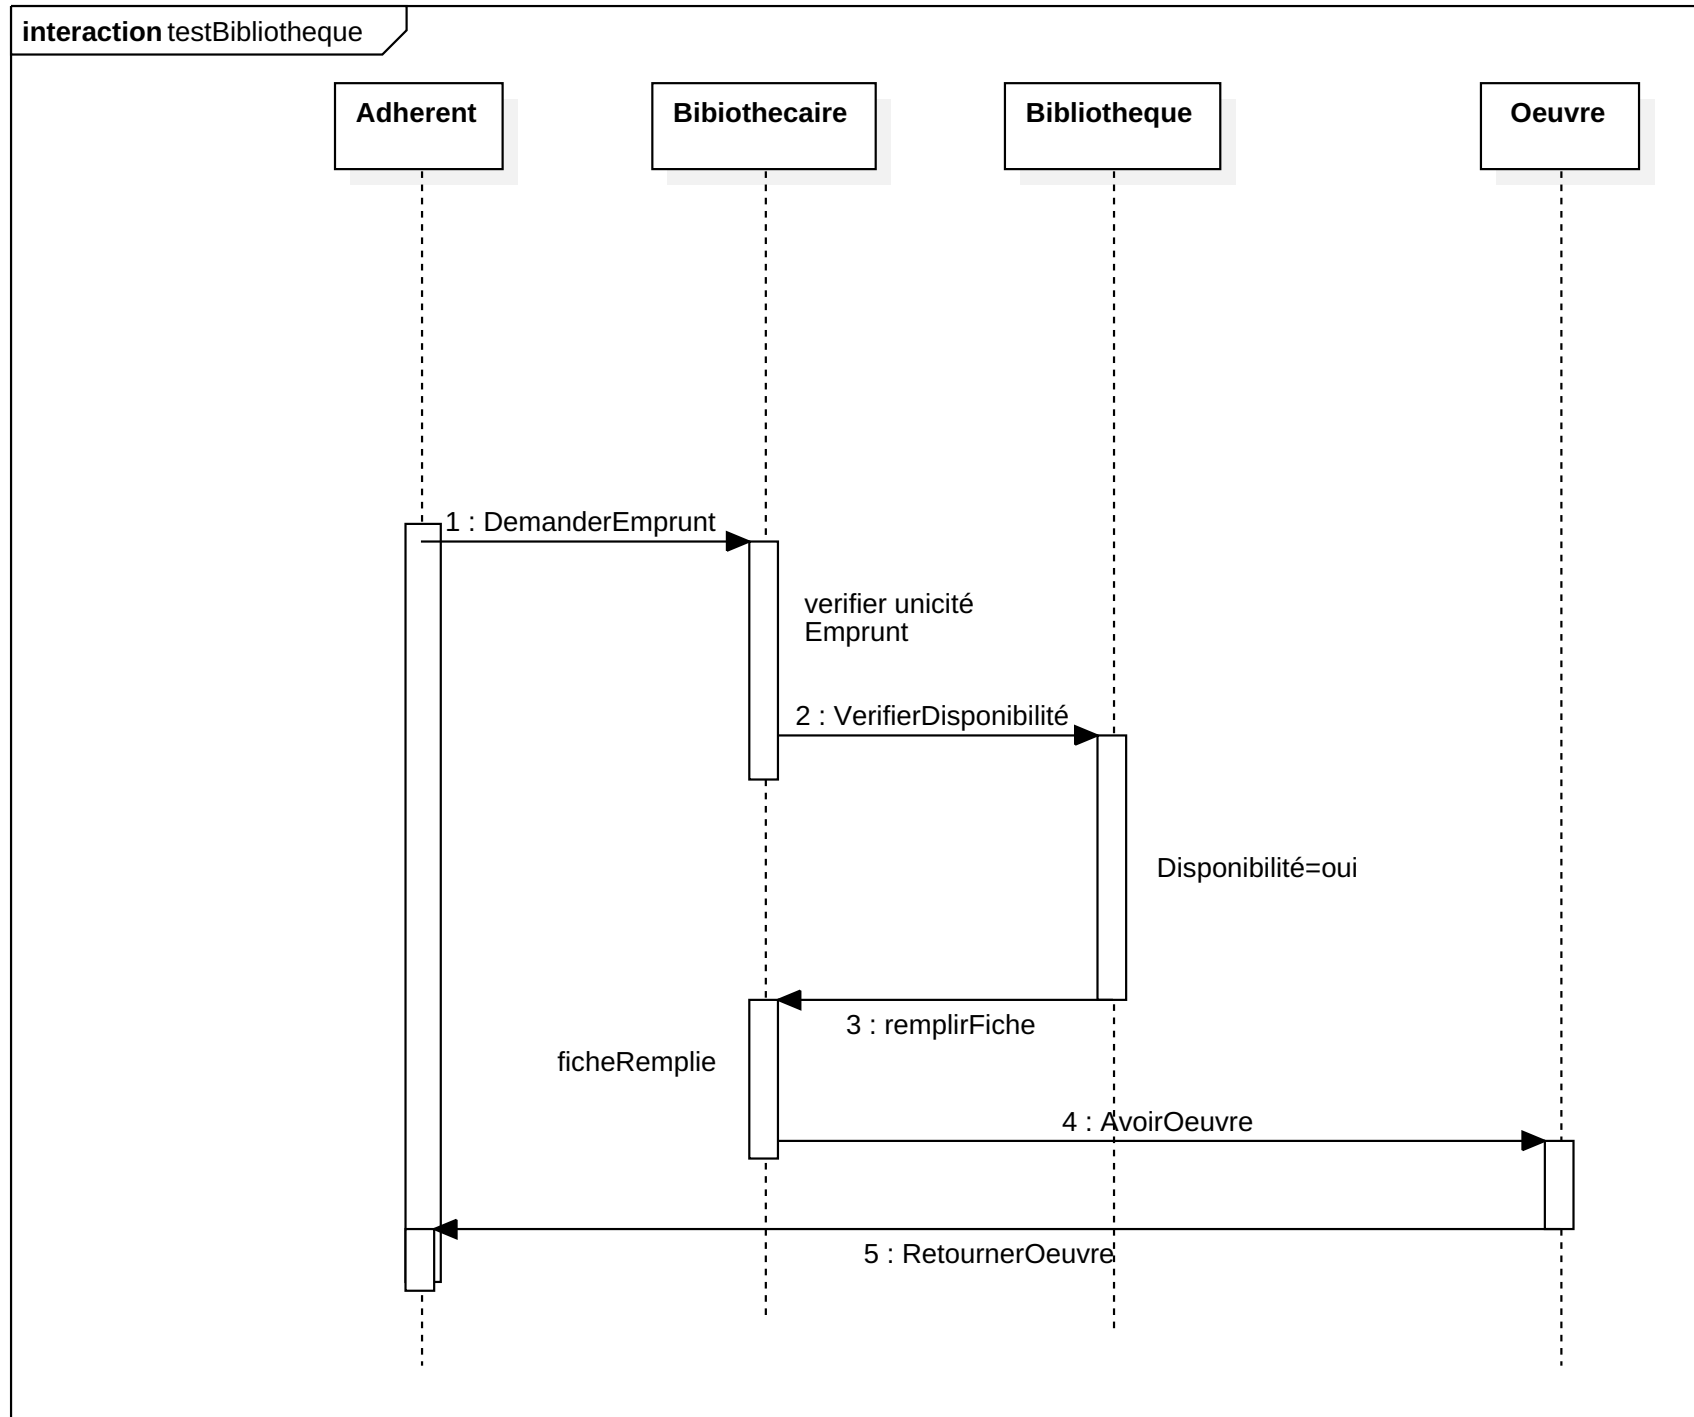 interaction testBibliotheque
Adherent
Bibiothecaire
Bibliotheque
Oeuvre
1 : DemanderEmprunt
verifier unicité
Emprunt
2 : VerifierDisponibilité
Disponibilité=oui
3 : remplirFiche
ficheRemplie
4 : AvoirOeuvre
5 : RetournerOeuvre